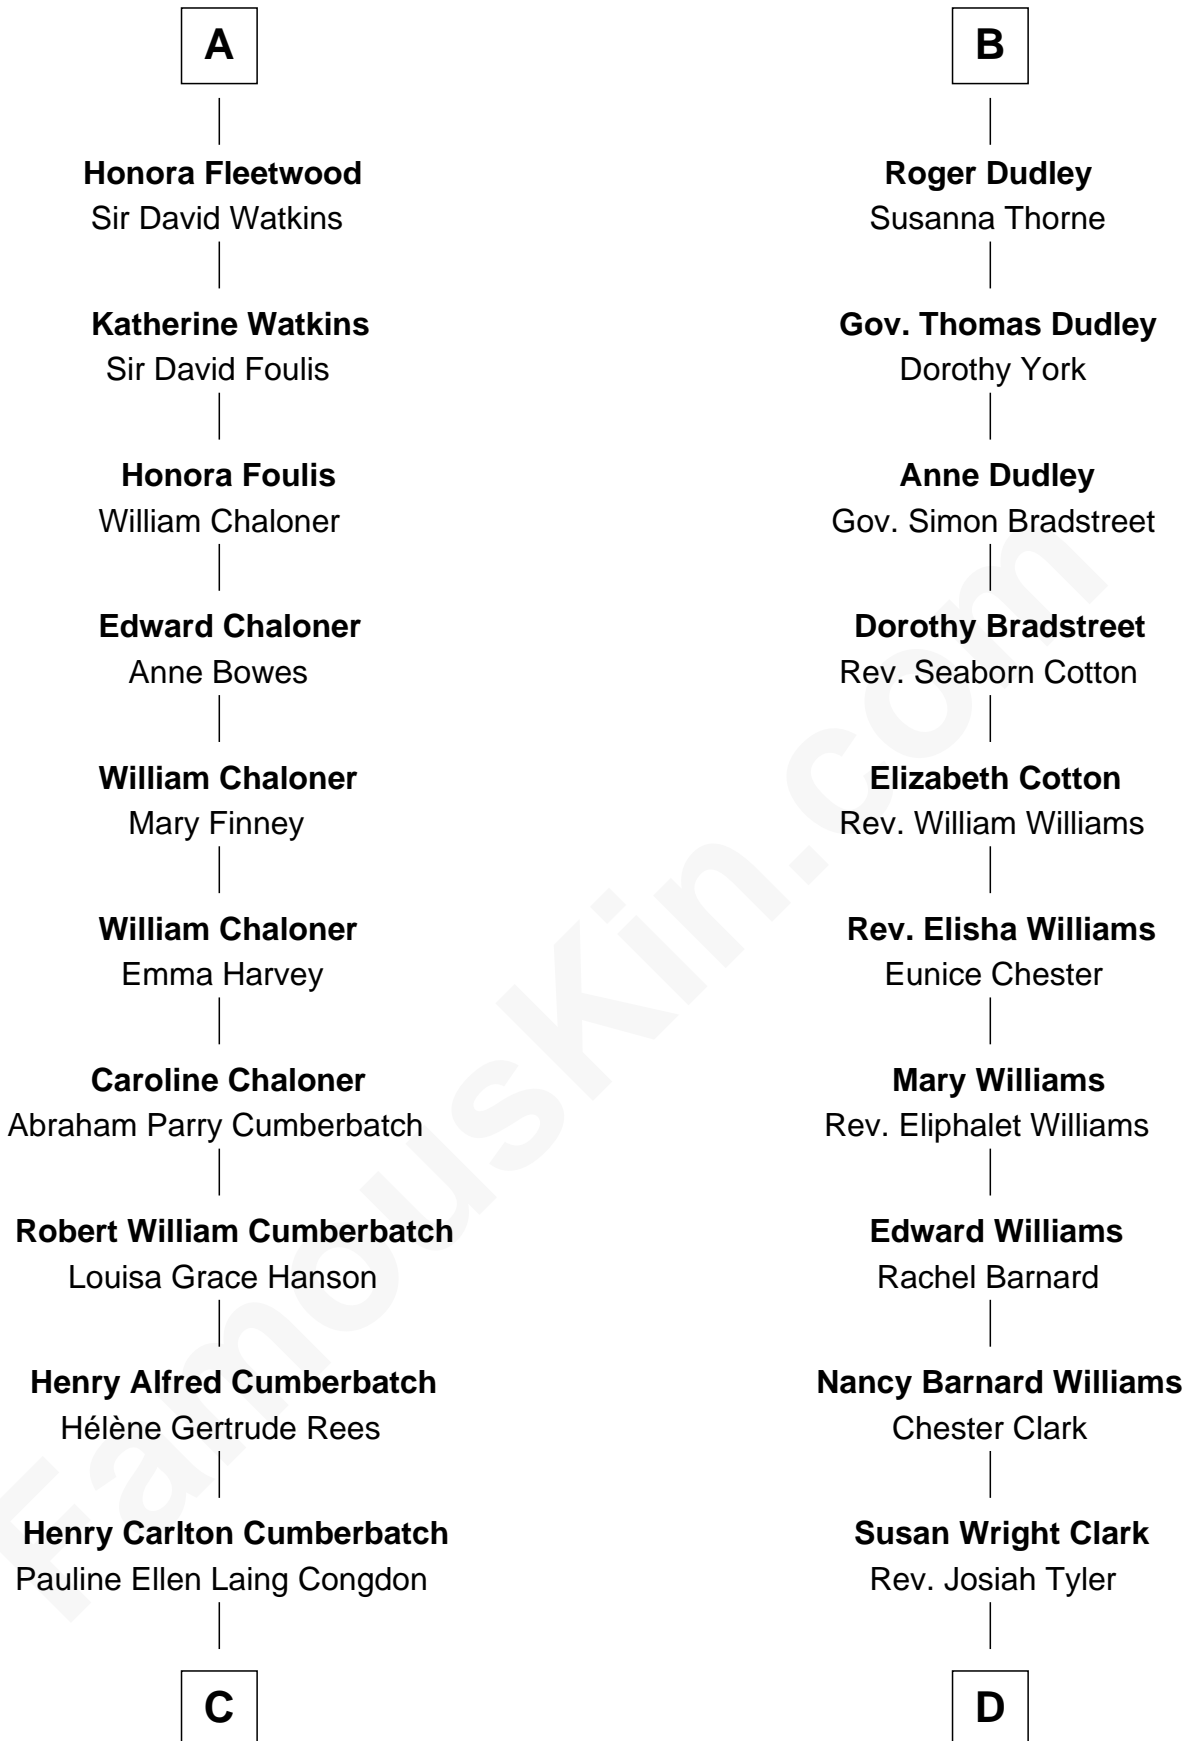 A
Honora Fleetwood
Sir David Watkins
Katherine Watkins
Sir David Foulis
Honora Foulis
William Chaloner
Edward Chaloner
Anne Bowes
William Chaloner
Mary Finney
William Chaloner
Emma Harvey
Caroline Chaloner
Abraham Parry Cumberbatch
Robert William Cumberbatch
Louisa Grace Hanson
Henry Alfred Cumberbatch
Hélène Gertrude Rees
Henry Carlton Cumberbatch
Pauline Ellen Laing Congdon
C
B
Roger Dudley
Susanna Thorne
Gov. Thomas Dudley
Dorothy York
Anne Dudley
Gov. Simon Bradstreet
Dorothy Bradstreet
Rev. Seaborn Cotton
Elizabeth Cotton
Rev. William Williams
Rev. Elisha Williams
Eunice Chester
Mary Williams
Rev. Eliphalet Williams
Edward Williams
Rachel Barnard
Nancy Barnard Williams
Chester Clark
Susan Wright Clark
Rev. Josiah Tyler
D
FamousKin.com